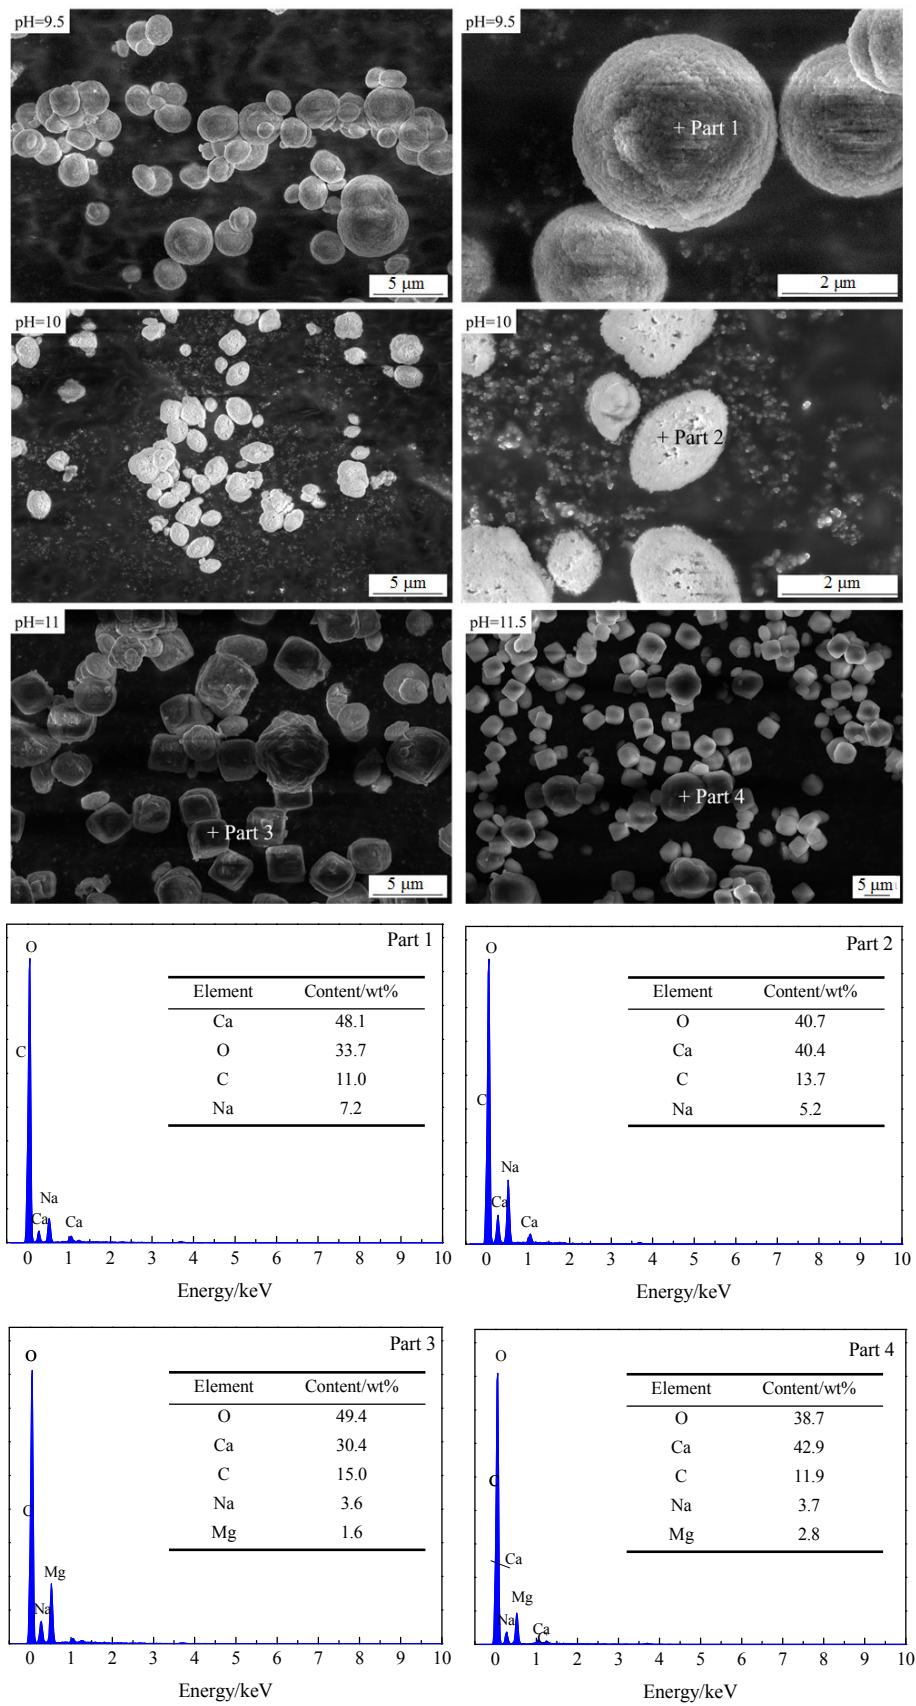 pH=9.5
+ Part 1
5 μm
pH=9.5
2 μm
pH=10
5 μm
pH=10
+ Part 2
2 μm
pH=11
+ Part 3
5 μm
pH=11.5
+ Part 4
5 μm
Part 1
O
C
Na
Ca
Ca
Element Content/wt%
Ca 48.1
O 33.7
C 11.0
Na 7.2
0 1 2 3 4 5 6 7 8 9 10
Energy/keV
Part 2
O
C
Na
Ca
Ca
Element Content/wt%
O 40.7
Ca 40.4
C 13.7
Na 5.2
0 1 2 3 4 5 6 7 8 9 10
Energy/keV
Part 3
O
C
Mg
Na
Element Content/wt%
O 49.4
Ca 30.4
C 15.0
Na 3.6
Mg 1.6
0 1 2 3 4 5 6 7 8 9 10
Energy/keV
Part 4
O
C
Ca
Mg
Na
Ca
C
Element Content/wt%
O 38.7
Ca 42.9
C 11.9
Na 3.7
Mg 2.8
0 1 2 3 4 5 6 7 8 9 10
Energy/keV